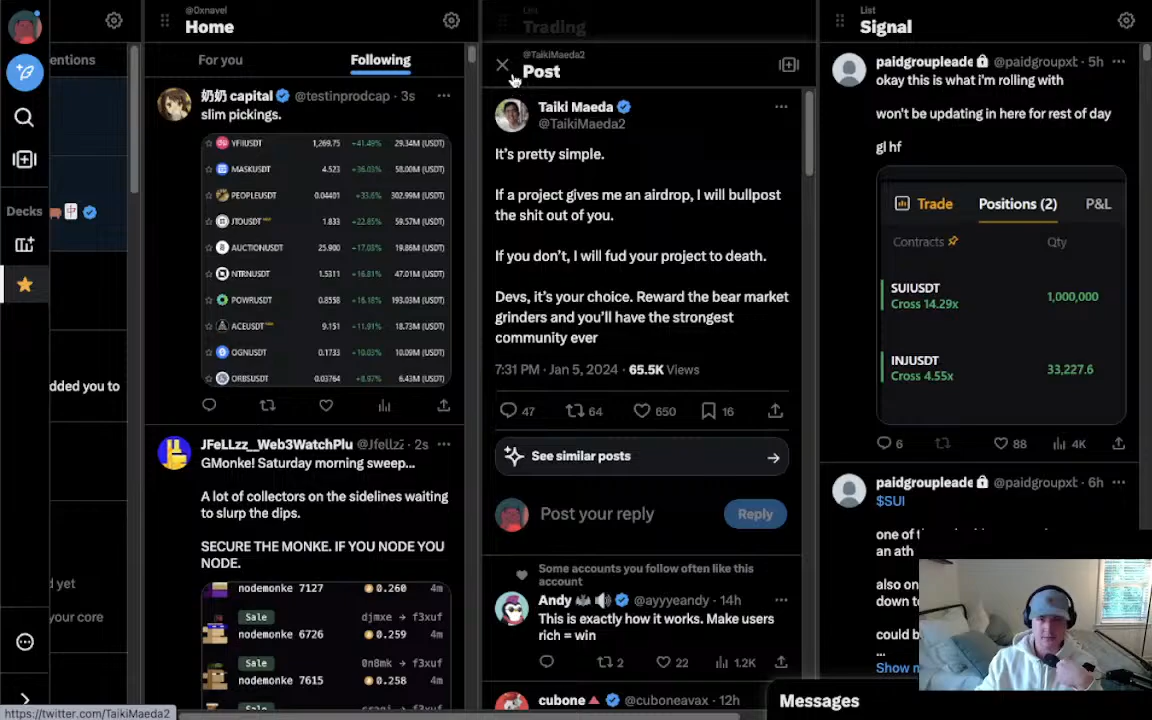 @0xnavel
Home
For you
Following
奶奶 capital @testinprodcap · 3s
slim pickings.
VFIIUSDT 1,269.75 +41.49% 29.34M (USDT)
MASKUSDT 4.523 +36.03% 58.00M (USDT)
PEOPLEUSDT 0.04401 +33.6% 302.99M (USDT)
JTOUSDT 1.833 +22.85% 59.57M (USDT)
AUCTIONUSDT 25.900 +17.03% 19.86M (USDT)
NTRNUSDT 1.5311 +16.81% 47.01M (USDT)
POWRUSDT 0.8558 +16.18% 193.03M (USDT)
ACEUSDT 9.151 +11.91% 18.73M (USDT)
OGNUSDT 0.1733 +10.03% 10.09M (USDT)
ORBSUSDT 0.03764 +8.97% 6.43M (USDT)
JFeLLzz_Web3WatchPlu @Jfellz · 2s
GMonke! Saturday morning sweep...
A lot of collectors on the sidelines waiting
to slurp the dips.
SECURE THE MONKE. IF YOU NODE YOU
NODE.
nodemonke 7127 0.260 4m
Sale djmxe → f3xuf
nodemonke 6726 0.259 4m
Sale 0n8mk → f3xuf
nodemonke 7615 0.258 4m
Sale
entions
Decks
dded you to
d yet
your core
https://twitter.com/TaikiMaeda2
List
Trading
@TaikiMaeda2
Post
Taiki Maeda
@TaikiMaeda2
It's pretty simple.
If a project gives me an airdrop, I will bullpost
the shit out of you.
If you don't, I will fud your project to death.
Devs, it's your choice. Reward the bear market
grinders and you'll have the strongest
community ever
7:31 PM · Jan 5, 2024 · 65.5K Views
47 64 650 16
See similar posts
Post your reply
Reply
Some accounts you follow often like this
account
Andy @ayyyeandy · 14h
This is exactly how it works. Make users
rich = win
2 22 1.2K
cubone @cuboneavax · 12h
List
Signal
paidgroupleade @paidgroupxt · 5h
okay this is what i'm rolling with
won't be updating in here for rest of day
gl hf
Trade Positions (2) P&L
Contracts Qty
SUIUSDT
Cross 14.29x 1,000,000
INJUSDT
Cross 4.55x 33,227.6
6 88 4K
paidgroupleade @paidgroupxt · 6h
$SUI
one of
an ath
also on
down to
could b
...
Show
Messages